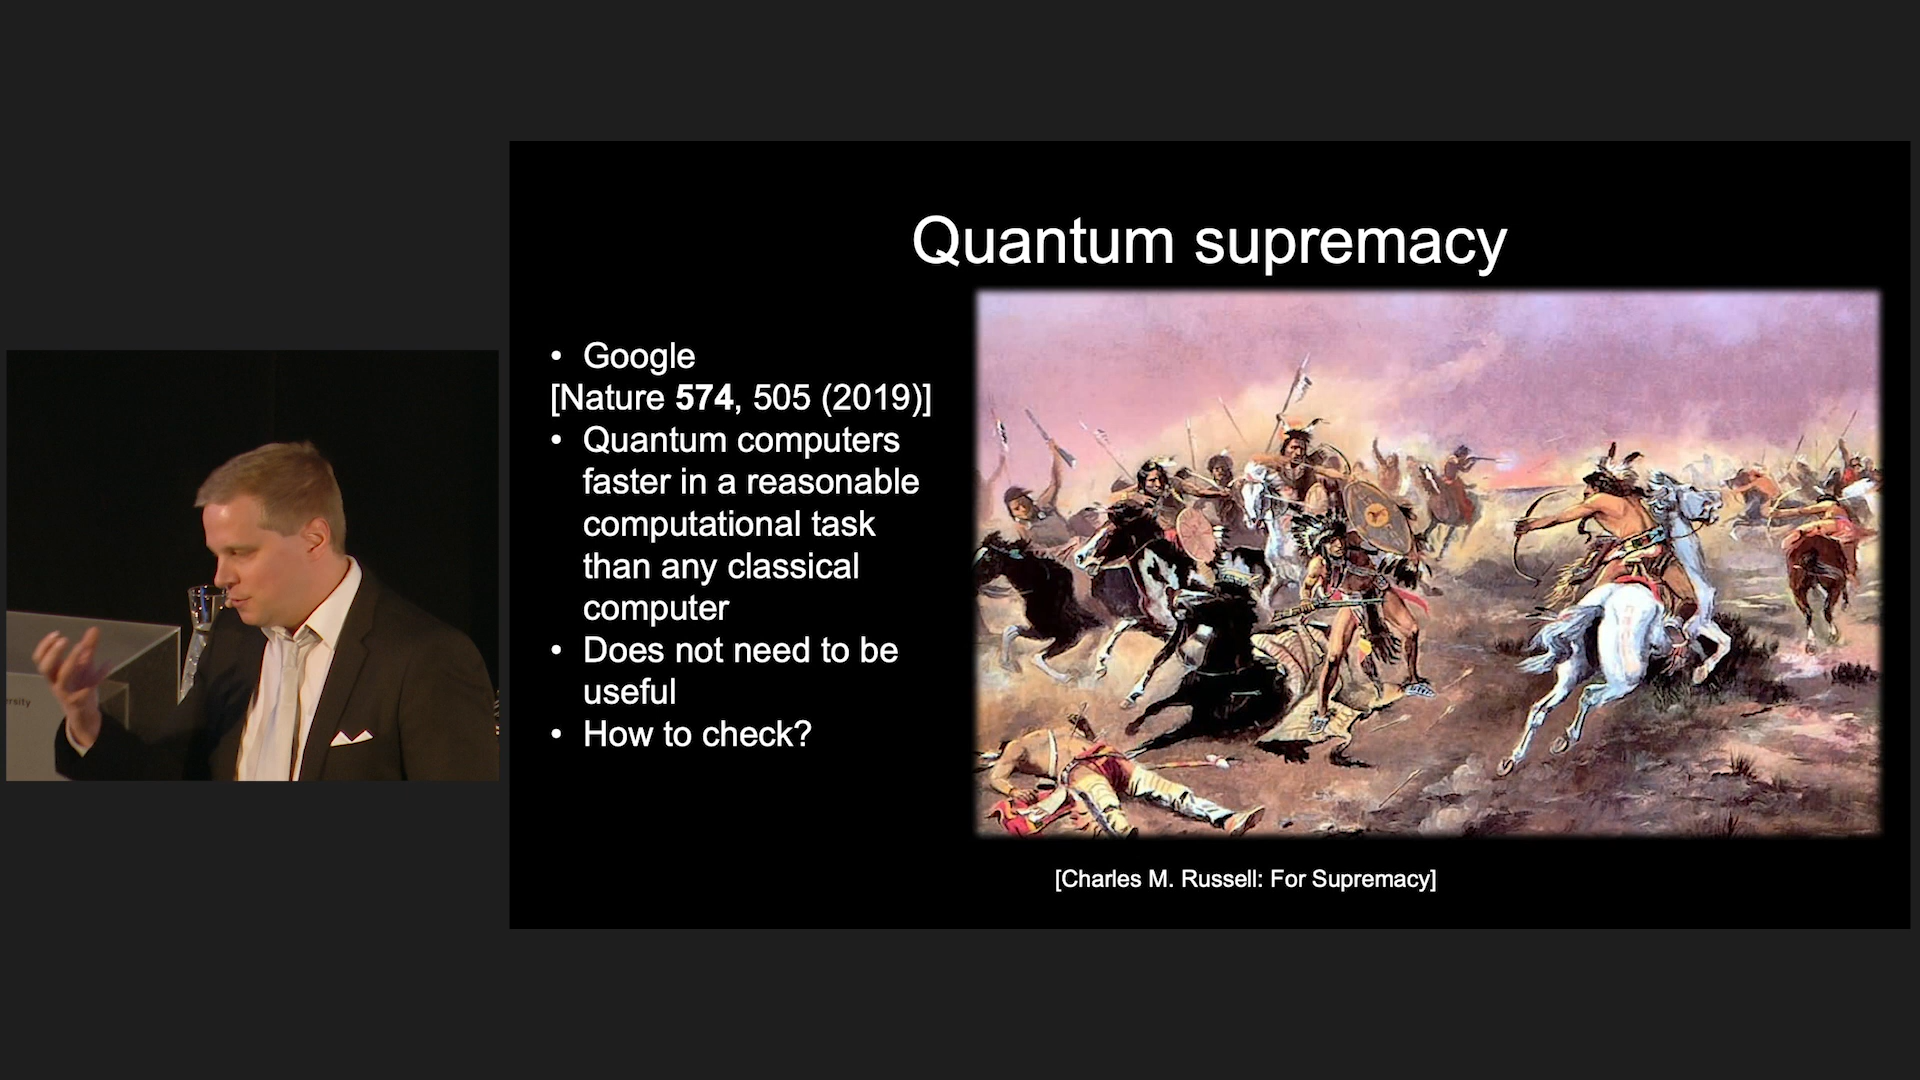 Quantum supremacy
• Google
[Nature 574, 505 (2019)]
• Quantum computers
faster in a reasonable
computational task
than any classical
computer
• Does not need to be
useful
• How to check?
[Charles M. Russell: For Supremacy]